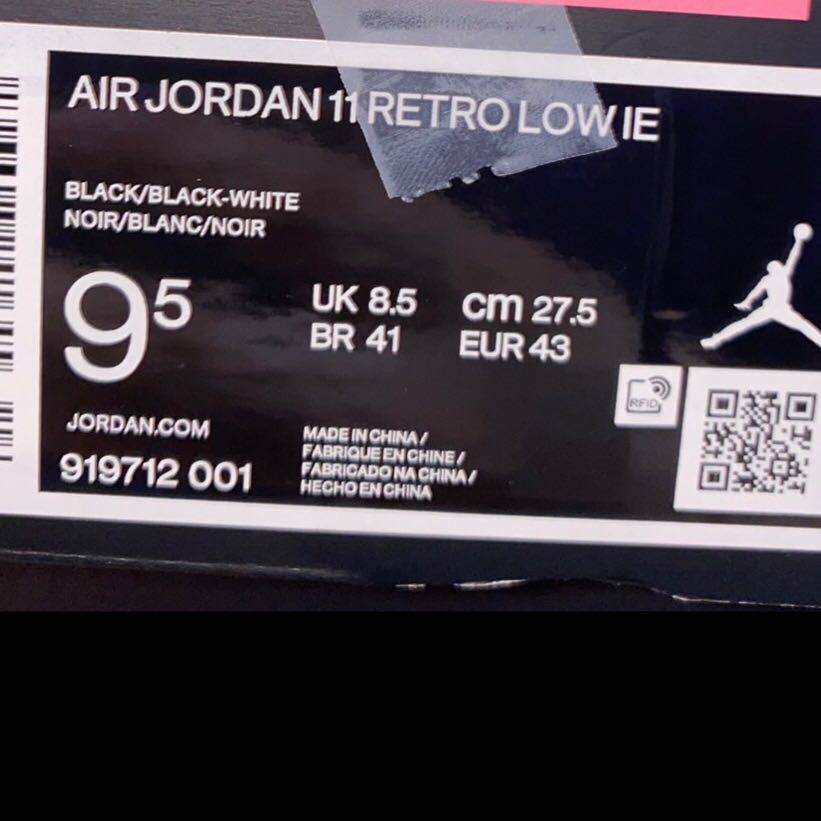 AIR JORDAN 11 RETRO LOW IE
BLACK/BLACK-WHITE
NOIR/BLANC/NOIR
9⁵
UK 8.5
cm 27.5
BR 41
EUR 43
RFID
JORDAN.COM
919712 001
MADE IN CHINA /
FABRIQUE EN CHINE /
FABRICADO NA CHINA /
HECHO EN CHINA